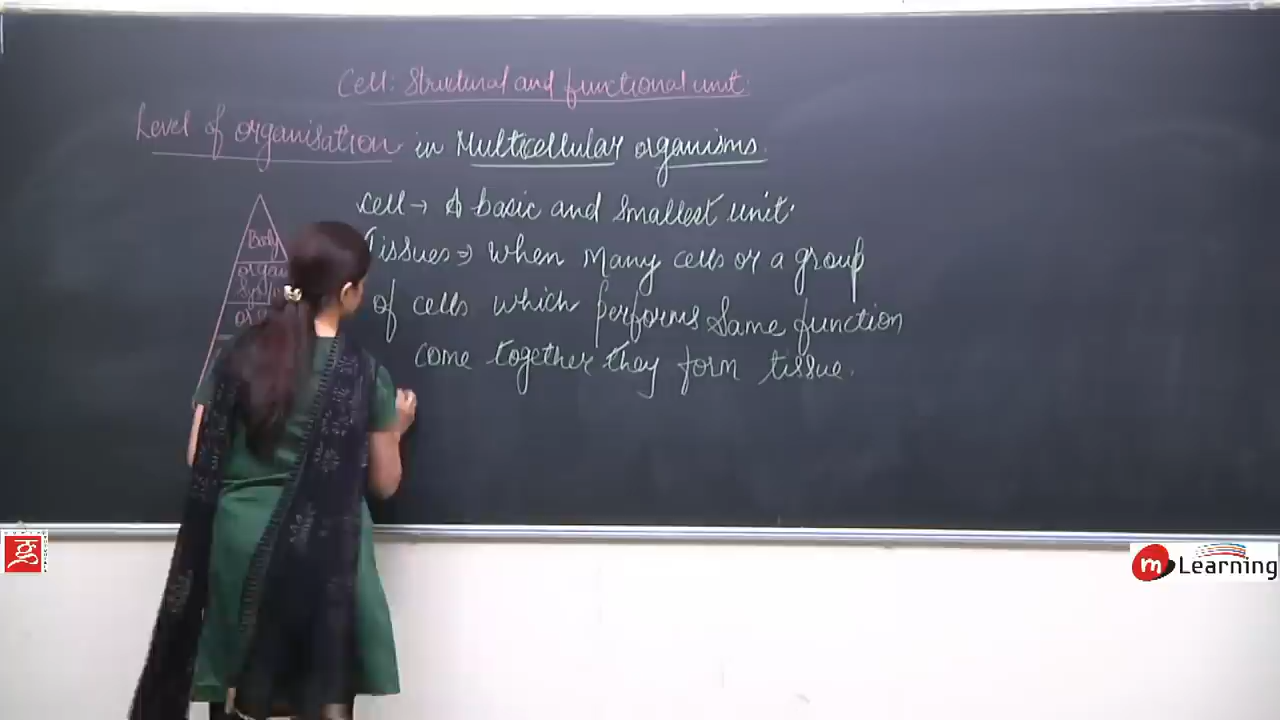 Cell: Structural and functional unit.
Level of organisation in Multicellular organisms.
Cell → A basic and smallest unit.
Tissues ⇒ when Many cells or a group
of cells which performs same function
come together they form tissue.
Body
organ
m Learning